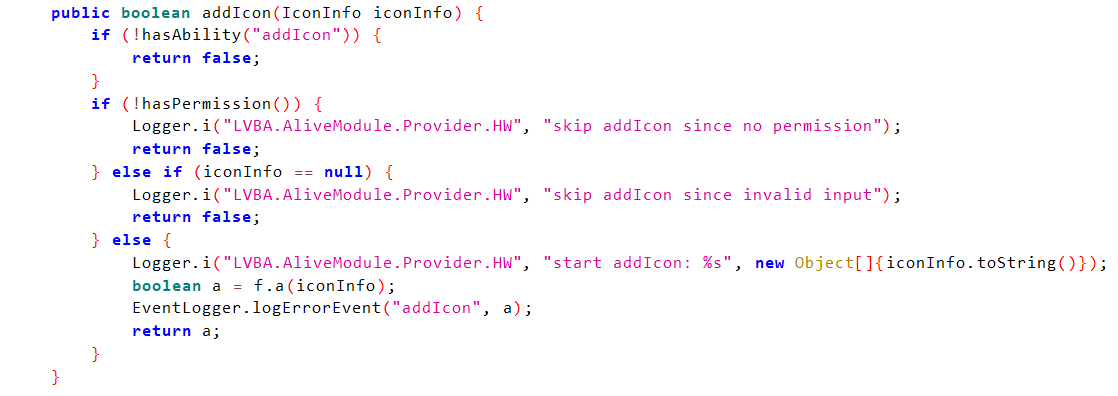 public boolean addIcon(IconInfo iconInfo) {
if (!hasAbility("addIcon")) {
return false;
}
if (!hasPermission()) {
Logger.i("LVBA.AliveModule.Provider.HW", "skip addIcon since no permission");
return false;
} else if (iconInfo == null) {
Logger.i("LVBA.AliveModule.Provider.HW", "skip addIcon since invalid input");
return false;
} else {
Logger.i("LVBA.AliveModule.Provider.HW", "start addIcon: %s", new Object[]{iconInfo.toString()});
boolean a = f.a(iconInfo);
EventLogger.logErrorEvent("addIcon", a);
return a;
}
}